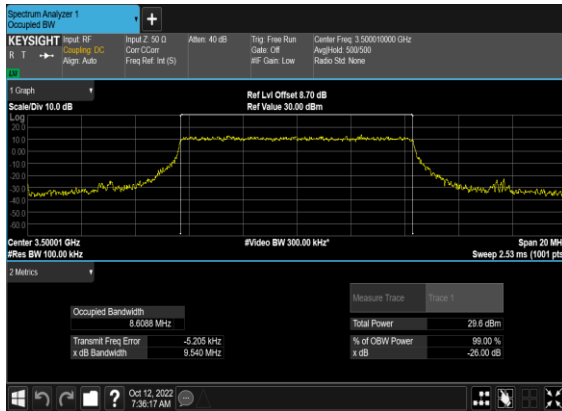 Spectrum Analyzer 1
Occupied BW
+
KEYSIGHT
R T
Input: RF
Coupling: DC
Align: Auto
Input Z: 50 Ω
Corr CCorr
Freq Ref: Int (S)
Atten: 40 dB
Trig: Free Run
Gate: Off
#IF Gain: Low
Center Freq: 3.500010000 GHz
Avg|Hold: 500/500
Radio Std: None
1 Graph
Scale/Div 10.0 dB
Ref Lvl Offset 8.70 dB
Ref Value 30.00 dBm
Log
20.0
10.0
0.00
-10.0
-20.0
-30.0
-40.0
-50.0
-60.0
Center 3.50001 GHz
#Res BW 100.00 kHz
#Video BW 300.00 kHz*
Span 20 MH
Sweep 2.53 ms (1001 pts
2 Metrics
Measure Trace Trace 1
Occupied Bandwidth
8.6088 MHz
Total Power 29.6 dBm
Transmit Freq Error -5.205 kHz
% of OBW Power 99.00 %
x dB Bandwidth 9.540 MHz
x dB -26.00 dB
?
Oct 12, 2022
7:36:17 AM